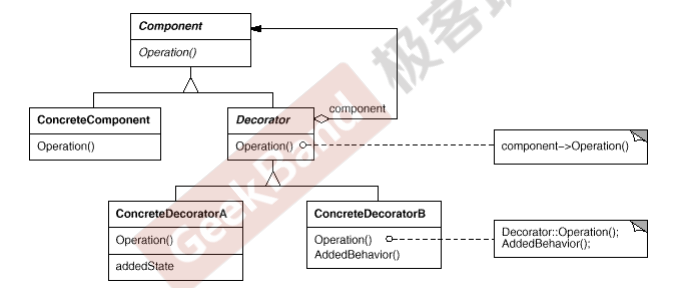 Component
Operation()
ConcreteComponent
Operation()
Decorator
Operation()
component
component->Operation()
ConcreteDecoratorA
Operation()
addedState
ConcreteDecoratorB
Operation()
AddedBehavior()
Decorator::Operation();
AddedBehavior();
GeekBand
极客